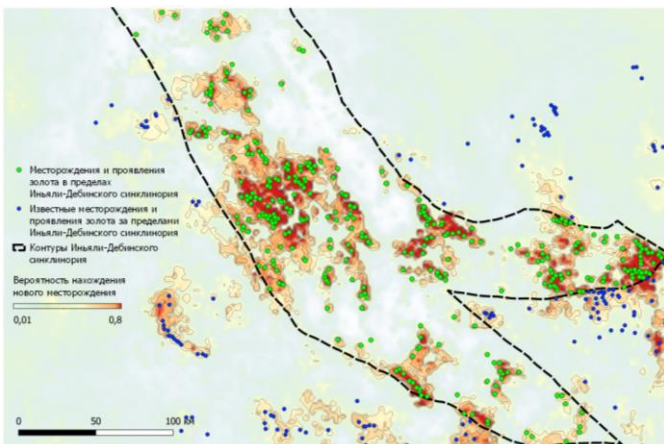 Месторождения и проявления
золота в пределах
Иньяли-Дебинского синклинория
Известные месторождения и
проявления золота за пределами
Иньяли-Дебинского синклинория
Контуры Иньяли-Дебинского
синклинория
Вероятность нахождения
нового месторождения
0,01 0,8
0 50 100 км